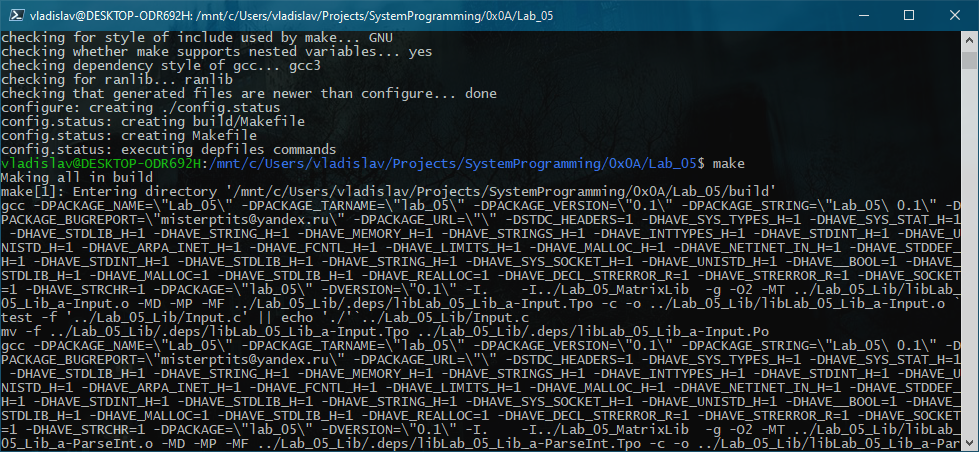 vladislav@DESKTOP-ODR692H: /mnt/c/Users/vladislav/Projects/SystemProgramming/0x0A/Lab_05
checking for style of include used by make... GNU
checking whether make supports nested variables... yes
checking dependency style of gcc... gcc3
checking for ranlib... ranlib
checking that generated files are newer than configure... done
configure: creating ./config.status
config.status: creating build/Makefile
config.status: creating Makefile
config.status: executing depfiles commands
vladislav@DESKTOP-ODR692H:/mnt/c/Users/vladislav/Projects/SystemProgramming/0x0A/Lab_05$ make
Making all in build
make[1]: Entering directory '/mnt/c/Users/vladislav/Projects/SystemProgramming/0x0A/Lab_05/build'
gcc -DPACKAGE_NAME=\"Lab_05\" -DPACKAGE_TARNAME=\"lab_05\" -DPACKAGE_VERSION=\"0.1\" -DPACKAGE_STRING=\"Lab_05\ 0.1\" -D
PACKAGE_BUGREPORT=\"misterptits@yandex.ru\" -DPACKAGE_URL=\"\" -DSTDC_HEADERS=1 -DHAVE_SYS_TYPES_H=1 -DHAVE_SYS_STAT_H=1
 -DHAVE_STDLIB_H=1 -DHAVE_STRING_H=1 -DHAVE_MEMORY_H=1 -DHAVE_STRINGS_H=1 -DHAVE_INTTYPES_H=1 -DHAVE_STDINT_H=1 -DHAVE_U
NISTD_H=1 -DHAVE_ARPA_INET_H=1 -DHAVE_FCNTL_H=1 -DHAVE_LIMITS_H=1 -DHAVE_MALLOC_H=1 -DHAVE_NETINET_IN_H=1 -DHAVE_STDDEF_
H=1 -DHAVE_STDINT_H=1 -DHAVE_STDLIB_H=1 -DHAVE_STRING_H=1 -DHAVE_SYS_SOCKET_H=1 -DHAVE_UNISTD_H=1 -DHAVE__BOOL=1 -DHAVE_
STDLIB_H=1 -DHAVE_MALLOC=1 -DHAVE_STDLIB_H=1 -DHAVE_REALLOC=1 -DHAVE_DECL_STRERROR_R=1 -DHAVE_STRERROR_R=1 -DHAVE_SOCKET
=1 -DHAVE_STRCHR=1 -DPACKAGE=\"lab_05\" -DVERSION=\"0.1\" -I.    -I../Lab_05_MatrixLib  -g -O2 -MT ../Lab_05_Lib/libLab_
05_Lib_a-Input.o -MD -MP -MF ../Lab_05_Lib/.deps/libLab_05_Lib_a-Input.Tpo -c -o ../Lab_05_Lib/libLab_05_Lib_a-Input.o `
test -f '../Lab_05_Lib/Input.c' || echo './'`../Lab_05_Lib/Input.c
mv -f ../Lab_05_Lib/.deps/libLab_05_Lib_a-Input.Tpo ../Lab_05_Lib/.deps/libLab_05_Lib_a-Input.Po
gcc -DPACKAGE_NAME=\"Lab_05\" -DPACKAGE_TARNAME=\"lab_05\" -DPACKAGE_VERSION=\"0.1\" -DPACKAGE_STRING=\"Lab_05\ 0.1\" -D
PACKAGE_BUGREPORT=\"misterptits@yandex.ru\" -DPACKAGE_URL=\"\" -DSTDC_HEADERS=1 -DHAVE_SYS_TYPES_H=1 -DHAVE_SYS_STAT_H=1
 -DHAVE_STDLIB_H=1 -DHAVE_STRING_H=1 -DHAVE_MEMORY_H=1 -DHAVE_STRINGS_H=1 -DHAVE_INTTYPES_H=1 -DHAVE_STDINT_H=1 -DHAVE_U
NISTD_H=1 -DHAVE_ARPA_INET_H=1 -DHAVE_FCNTL_H=1 -DHAVE_LIMITS_H=1 -DHAVE_MALLOC_H=1 -DHAVE_NETINET_IN_H=1 -DHAVE_STDDEF_
H=1 -DHAVE_STDINT_H=1 -DHAVE_STDLIB_H=1 -DHAVE_STRING_H=1 -DHAVE_SYS_SOCKET_H=1 -DHAVE_UNISTD_H=1 -DHAVE__BOOL=1 -DHAVE_
STDLIB_H=1 -DHAVE_MALLOC=1 -DHAVE_STDLIB_H=1 -DHAVE_REALLOC=1 -DHAVE_DECL_STRERROR_R=1 -DHAVE_STRERROR_R=1 -DHAVE_SOCKET
=1 -DHAVE_STRCHR=1 -DPACKAGE=\"lab_05\" -DVERSION=\"0.1\" -I.    -I../Lab_05_MatrixLib  -g -O2 -MT ../Lab_05_Lib/libLab_
05_Lib_a-ParseInt.o -MD -MP -MF ../Lab_05_Lib/.deps/libLab_05_Lib_a-ParseInt.Tpo -c -o ../Lab_05_Lib/libLab_05_Lib_a-Par